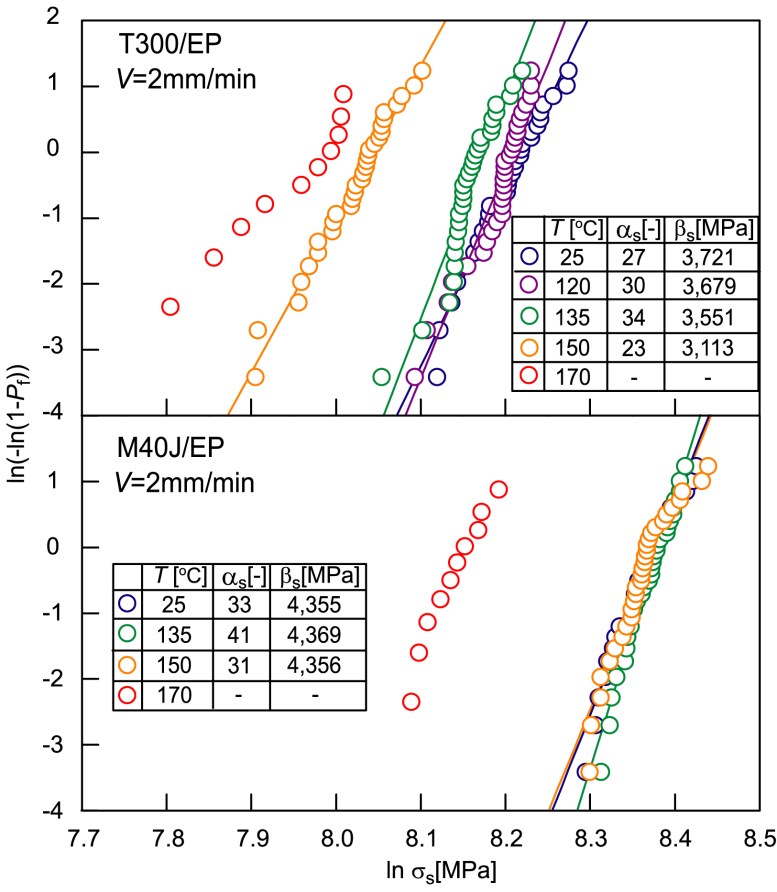 ln(-ln(1-Pf))
2
1
0
-1
-2
-3
-4
T300/EP
V=2mm/min
T [°C] αs[-] βs[MPa]
25 27 3,721
120 30 3,679
135 34 3,551
150 23 3,113
170 - -
1
0
-1
-2
-3
-4
M40J/EP
V=2mm/min
T [°C] αs[-] βs[MPa]
25 33 4,355
135 41 4,369
150 31 4,356
170 - -
7.7 7.8 7.9 8.0 8.1 8.2 8.3 8.4 8.5
ln σs[MPa]